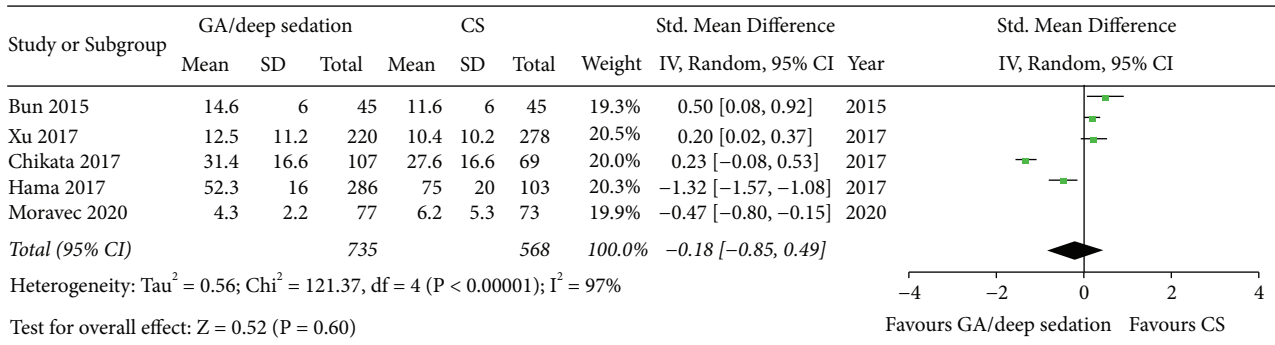 Study or Subgroup GA/deep sedation CS Std. Mean Difference Std. Mean Difference
Mean SD Total Mean SD Total Weight IV, Random, 95% CI Year IV, Random, 95% CI
Bun 2015 14.6 6 45 11.6 6 45 19.3% 0.50 [0.08, 0.92] 2015
Xu 2017 12.5 11.2 220 10.4 10.2 278 20.5% 0.20 [0.02, 0.37] 2017
Chikata 2017 31.4 16.6 107 27.6 16.6 69 20.0% 0.23 [−0.08, 0.53] 2017
Hama 2017 52.3 16 286 75 20 103 20.3% −1.32 [−1.57, −1.08] 2017
Moravec 2020 4.3 2.2 77 6.2 5.3 73 19.9% −0.47 [−0.80, −0.15] 2020
Total (95% CI) 735 568 100.0% −0.18 [−0.85, 0.49]
Heterogeneity: Tau² = 0.56; Chi² = 121.37, df = 4 (P < 0.00001); I² = 97%
Test for overall effect: Z = 0.52 (P = 0.60)
−4 −2 0 2 4
Favours GA/deep sedation Favours CS